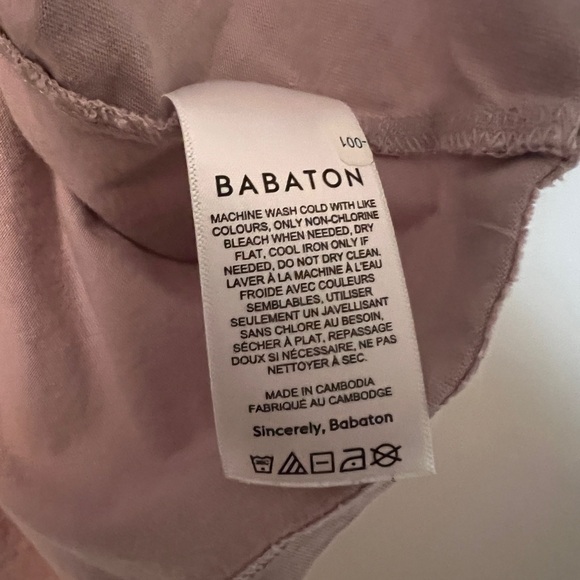 -001
BABATON
MACHINE WASH COLD WITH LIKE
COLOURS, ONLY NON-CHLORINE
BLEACH WHEN NEEDED, DRY
FLAT, COOL IRON ONLY IF
NEEDED, DO NOT DRY CLEAN.
LAVER À LA MACHINE À L'EAU
FROIDE AVEC COULEURS
SEMBLABLES, UTILISER
SEULEMENT UN JAVELLISANT
SANS CHLORE AU BESOIN,
SÉCHER À PLAT, REPASSAGE
DOUX SI NÉCESSAIRE, NE PAS
NETTOYER À SEC.
MADE IN CAMBODIA
FABRIQUÉ AU CAMBODGE
Sincerely, Babaton